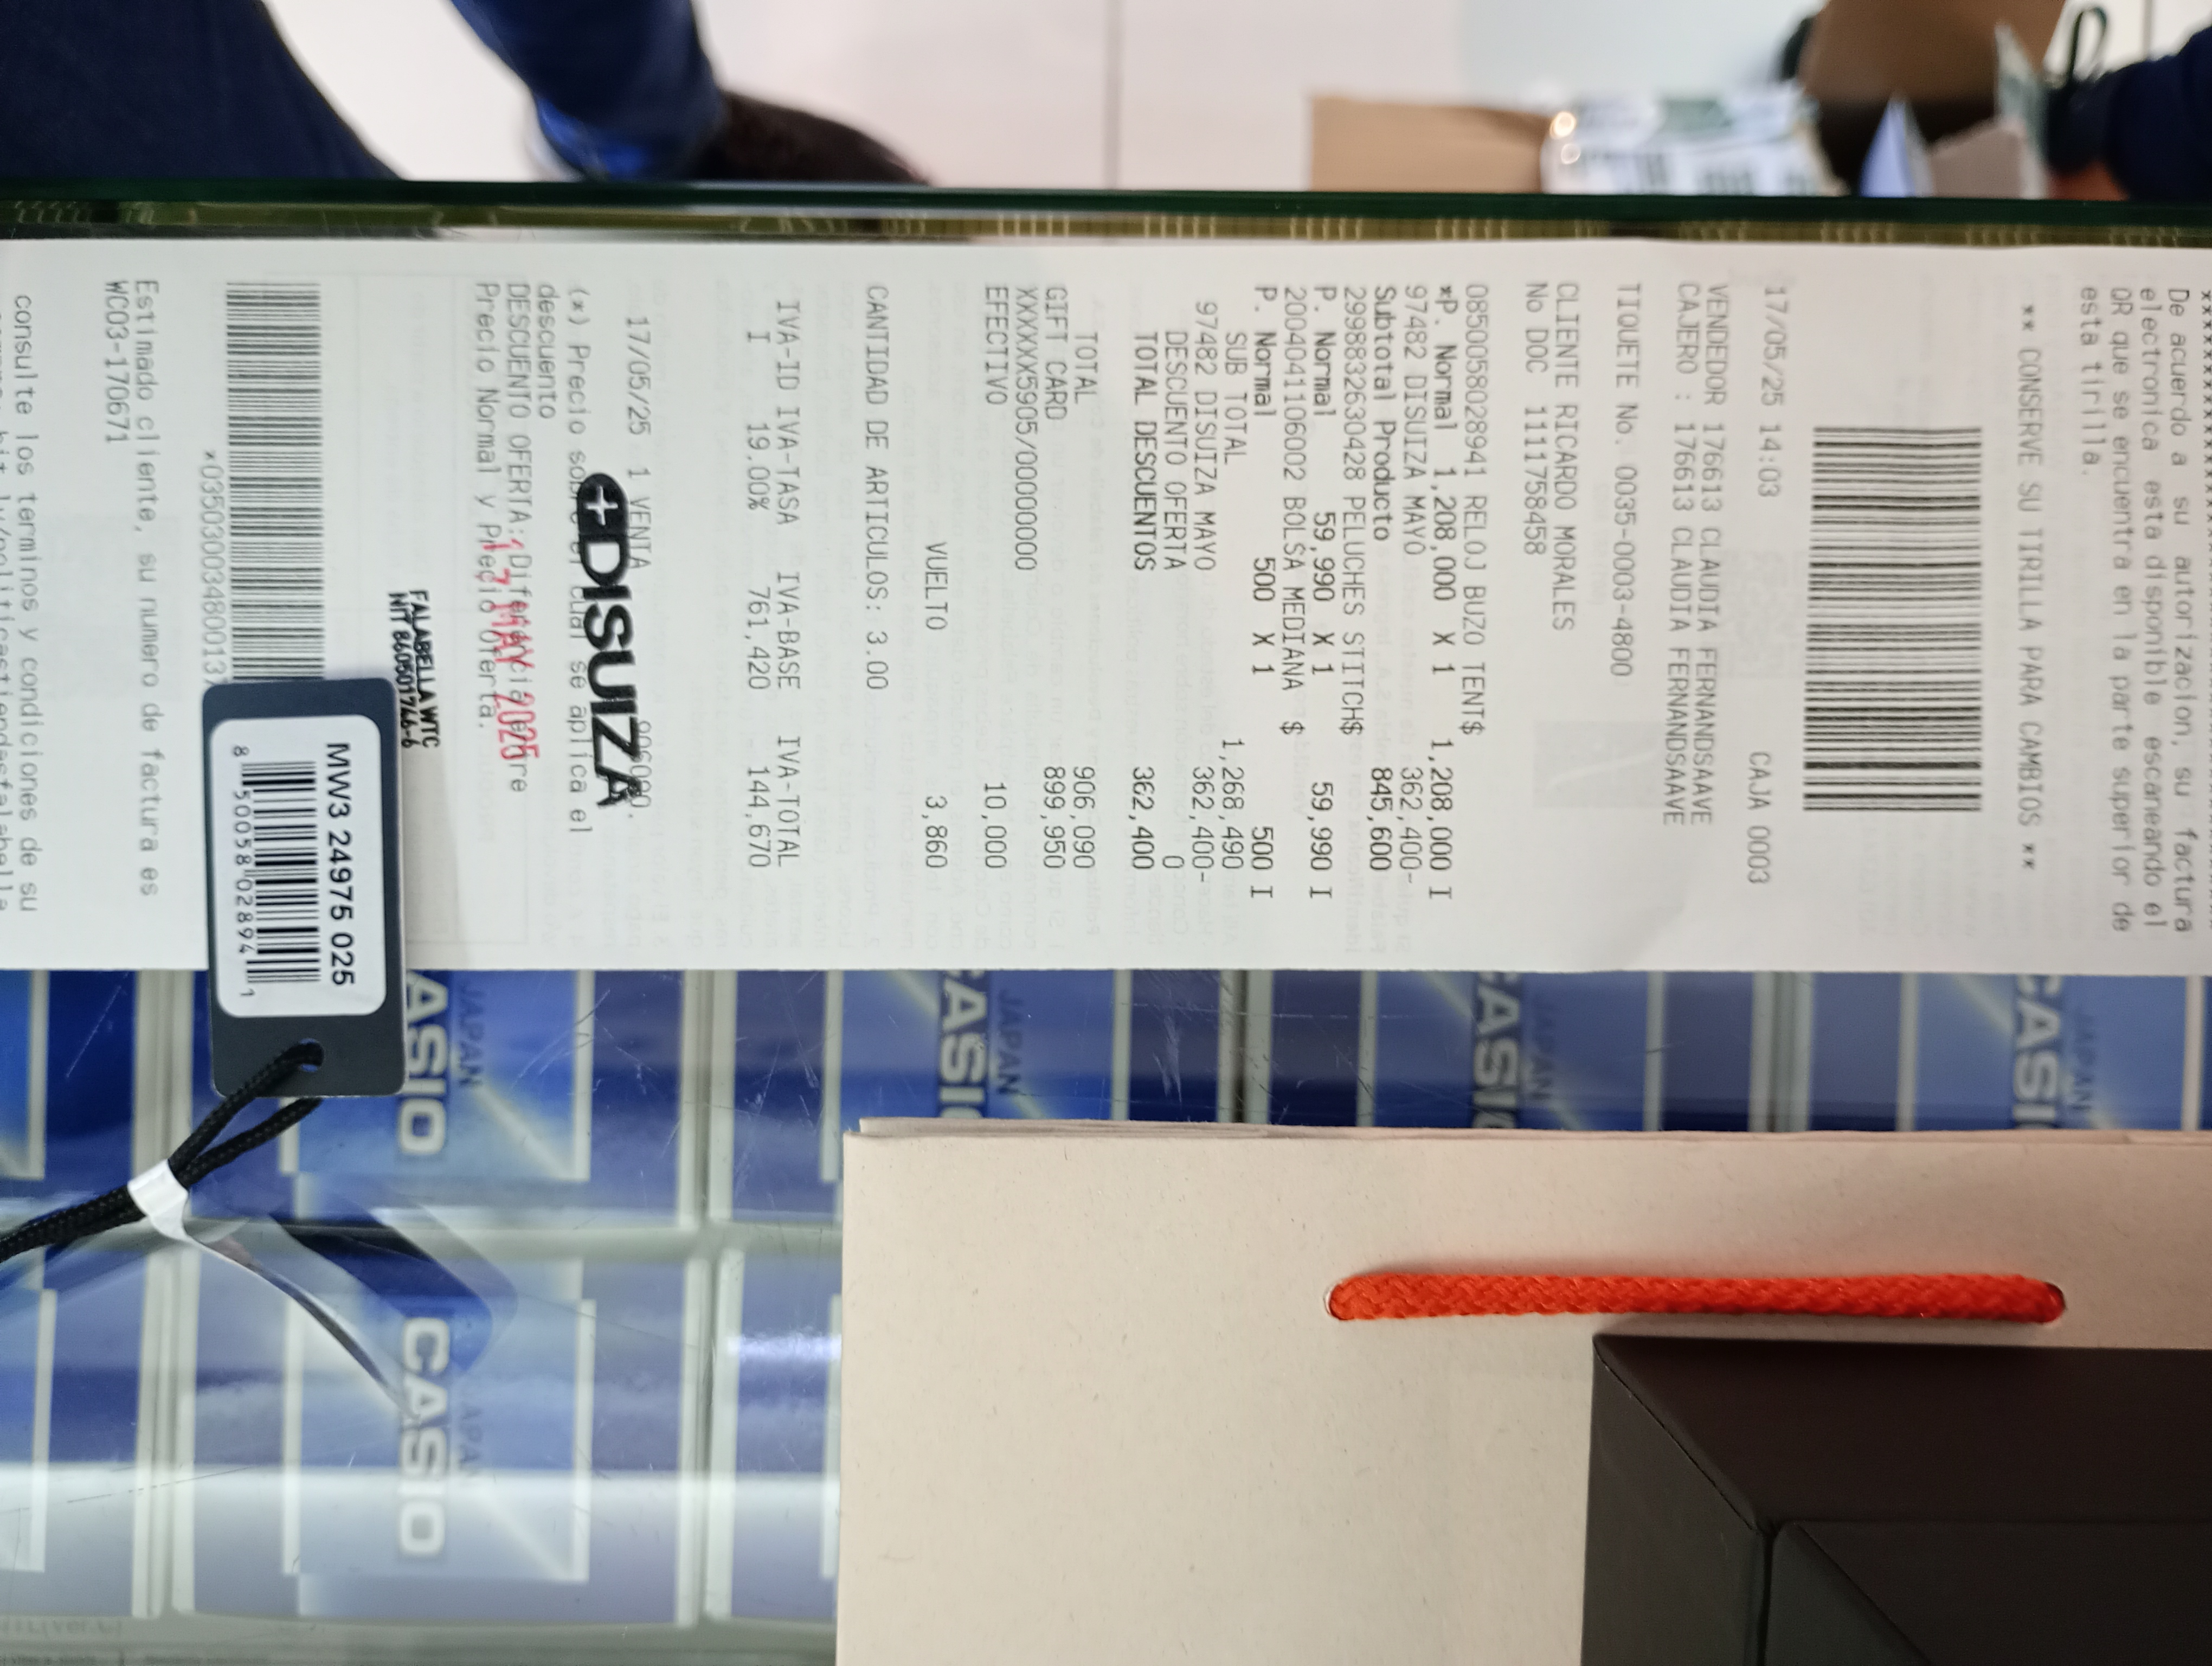 De acuerdo a su autorizacion, su factura
electronica esta disponible escaneando el
QR que se encuentra en la parte superior de
esta tirilla.
** CONSERVE SU TIRILLA PARA CAMBIOS **
17/05/25 14:03 CAJA 0003
VENDEDOR 176613 CLAUDIA FERNANDSAAVE
CAJERO : 176613 CLAUDIA FERNANDSAAVE
TIQUETE No. 0035-0003-4800
CLIENTE RICARDO MORALES
No DOC 1111758458
0850058028941 RELOJ BUZO TENT$
*P. Normal 1,208,000 X 1 1,208,000 I
97482 DISUIZA MAYO 362,400-
Subtotal Producto 845,600
2998832630428 PELUCHES STITCH$
P. Normal 59,990 X 1 59,990 I
2004041106002 BOLSA MEDIANA $
P. Normal 500 X 1 500 I
SUB TOTAL 1,268,490
97482 DISUIZA MAYO 362,400-
DESCUENTO OFERTA 0
TOTAL DESCUENTOS 362,400
TOTAL 906,090
GIFT CARD 899,950
XXXXXX5905/00000000
EFECTIVO 10,000
VUELTO 3,860
CANTIDAD DE ARTICULOS: 3.00
IVA-ID IVA-TASA IVA-BASE IVA-TOTAL
I 19.00% 761,420 144,670
17/05/25 1 VENTA 906090.
DISUIZA
(*) Precio sobre el cual se aplica el
descuento
DESCUENTO OFERTA: Diferencia entre
Precio Normal y Precio Oferta.
17 MAY 2025
FALABELLA WTC
NIT 860501746-6
*03503003480013
Estimado cliente, su numero de factura es
WC03-170671
consulte los terminos y condiciones de su
MW3 24975 025
8 50058 02894 1
CASIO
JAPAN
CASIO
JAPAN
CASIO
JAPAN
CASIO
JAPAN
CASIO
JAPAN